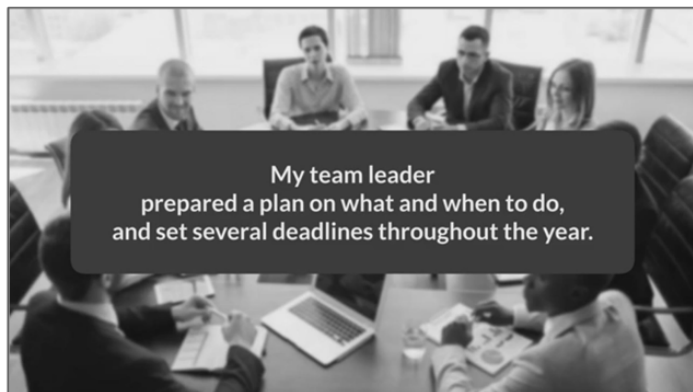 My team leader
prepared a plan on what and when to do,
and set several deadlines throughout the year.